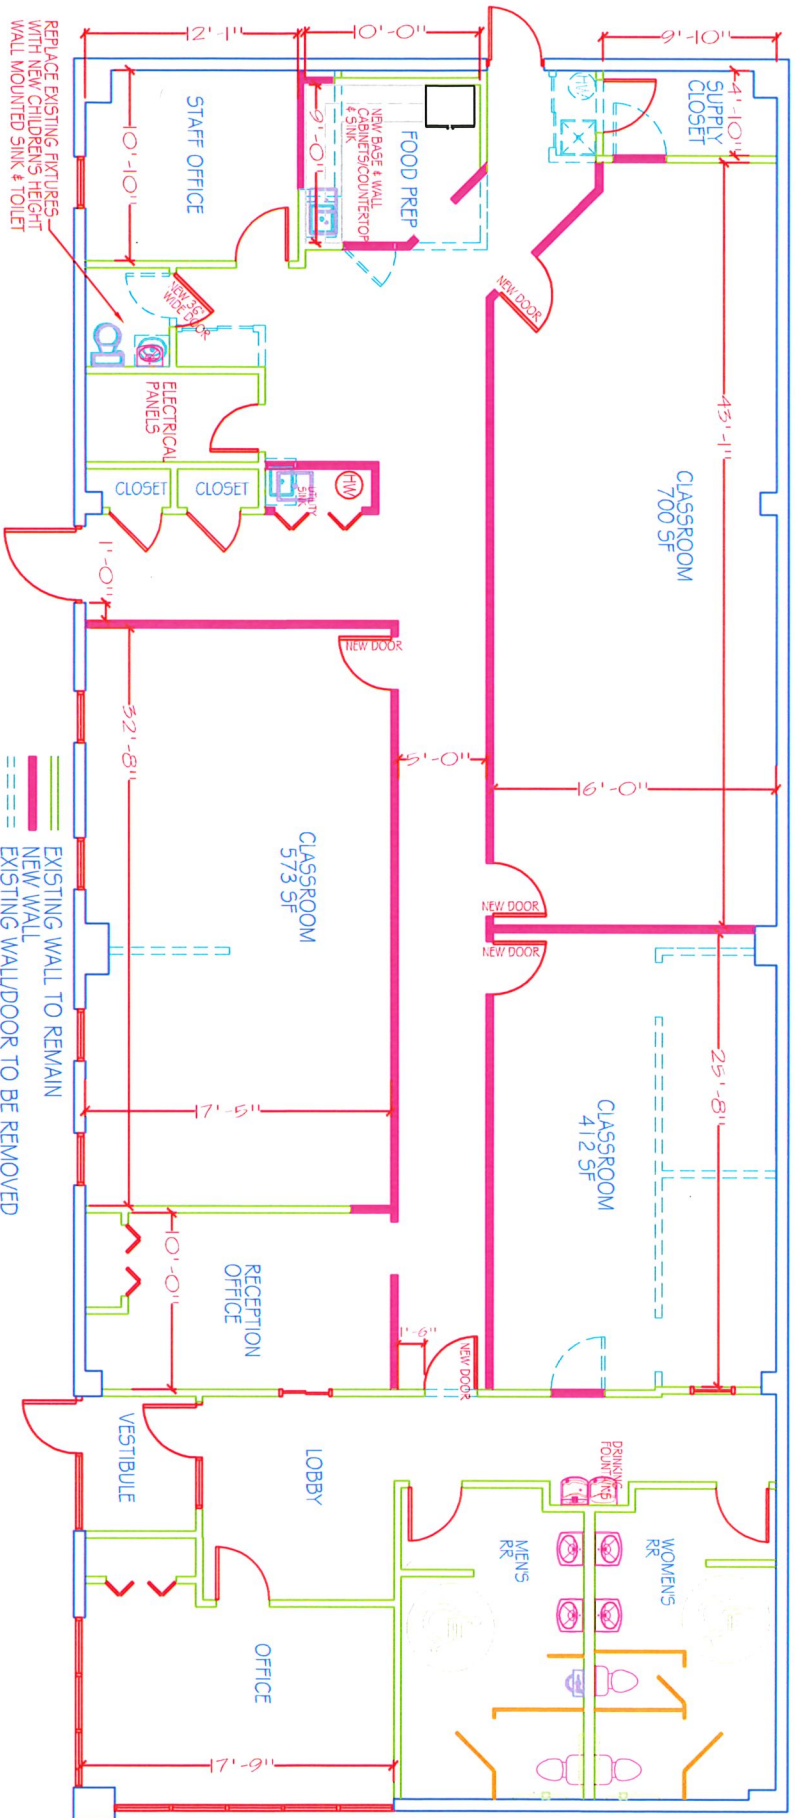 REPLACE EXISTING FIXTURES
WITH NEW CHILDREN'S HEIGHT
WALL MOUNTED SINK & TOILET
12'-1"
10'-0"
9'-10"
STAFF OFFICE
10'-10"
NEW BASE & WALL
CABINETS/COUNTERTOP
& SINK
9'-0"
FOOD PREP
HW
SUPPLY
CLOSET
4'-10"
NEW 36"
WIDE DOOR
NEW DOOR
ELECTRICAL
PANELS
CLOSET
CLOSET
UTILITY
SINK
HW
43'-1"
CLASSROOM
700 SF
1'-0"
NEW DOOR
32'-8"
5'-0"
16'-0"
CLASSROOM
573 SF
NEW DOOR
NEW DOOR
17'-5"
25'-8"
CLASSROOM
412 SF
10'-0"
RECEPTION
OFFICE
1'-6"
NEW DOOR
VESTIBULE
LOBBY
DRINKING
FOUNTAINS
MEN'S
RR
WOMEN'S
RR
OFFICE
17'-9"
EXISTING WALL TO REMAIN
NEW WALL
EXISTING WALL/DOOR TO BE REMOVED